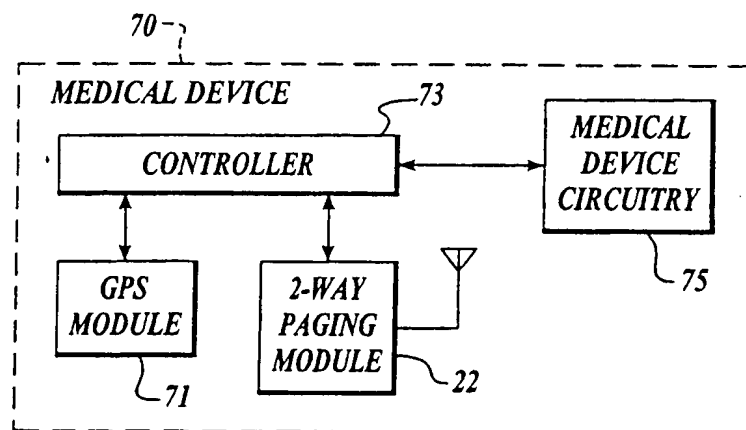 70
MEDICAL DEVICE
73
CONTROLLER
MEDICAL
DEVICE
CIRCUITRY
75
GPS
MODULE
71
2-WAY
PAGING
MODULE
22